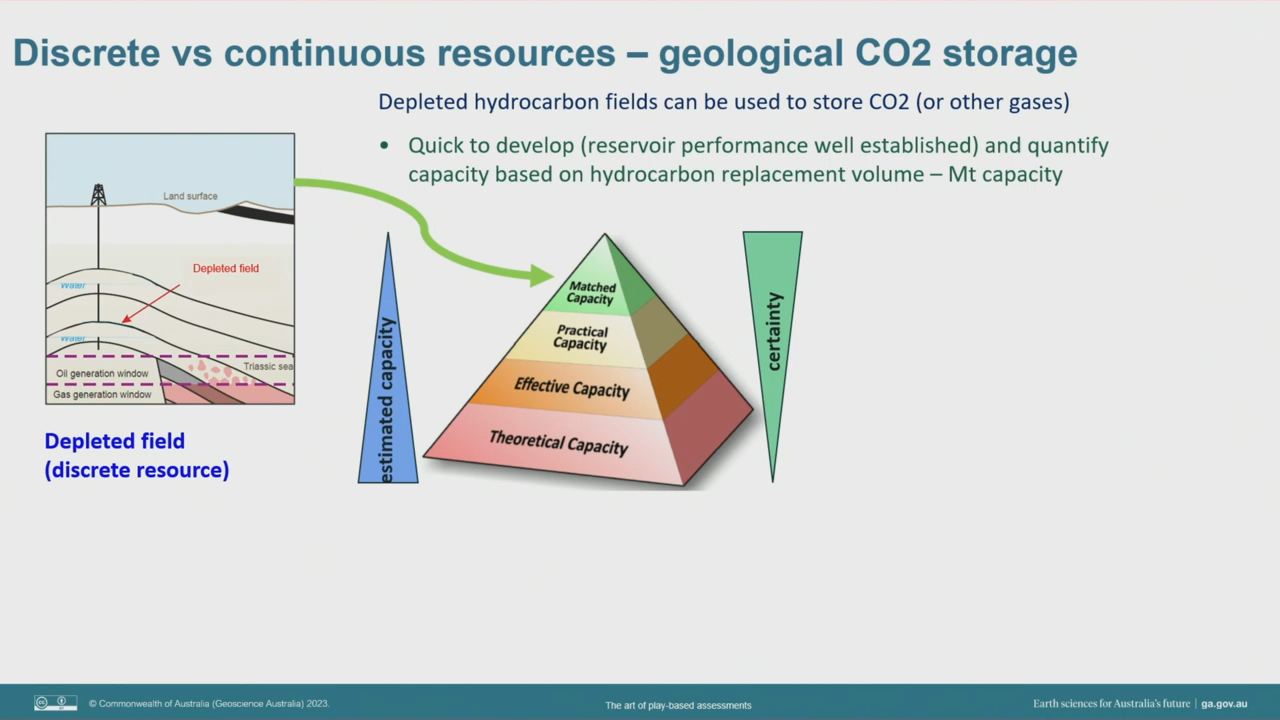 Discrete vs continuous resources – geological CO2 storage
Depleted hydrocarbon fields can be used to store CO2 (or other gases)
• Quick to develop (reservoir performance well established) and quantify
capacity based on hydrocarbon replacement volume – Mt capacity
Land surface
Depleted field
Water
Water
Triassic sea
Oil generation window
Gas generation window
Depleted field
(discrete resource)
estimated capacity
Matched
Capacity
Practical
Capacity
Effective Capacity
Theoretical Capacity
certainty
© Commonwealth of Australia (Geoscience Australia) 2023.
The art of play-based assessments
Earth sciences for Australia's future | ga.gov.au